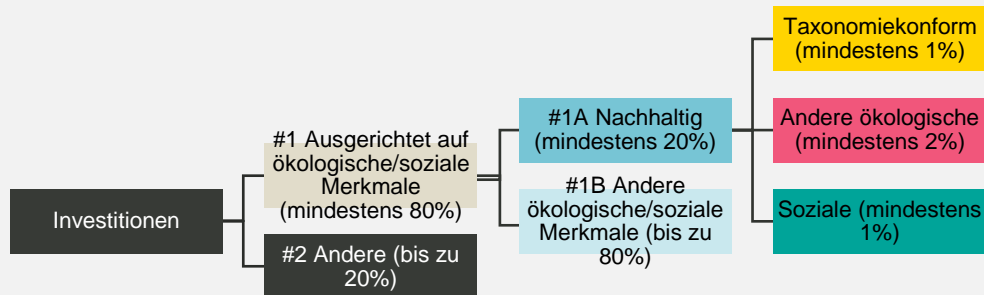 Investitionen
#1 Ausgerichtet auf
ökologische/soziale
Merkmale
(mindestens 80%)
#2 Andere (bis zu
20%)
#1A Nachhaltig
(mindestens 20%)
#1B Andere
ökologische/soziale
Merkmale (bis zu
80%)
Taxonomiekonform
(mindestens 1%)
Andere ökologische
(mindestens 2%)
Soziale (mindestens
1%)